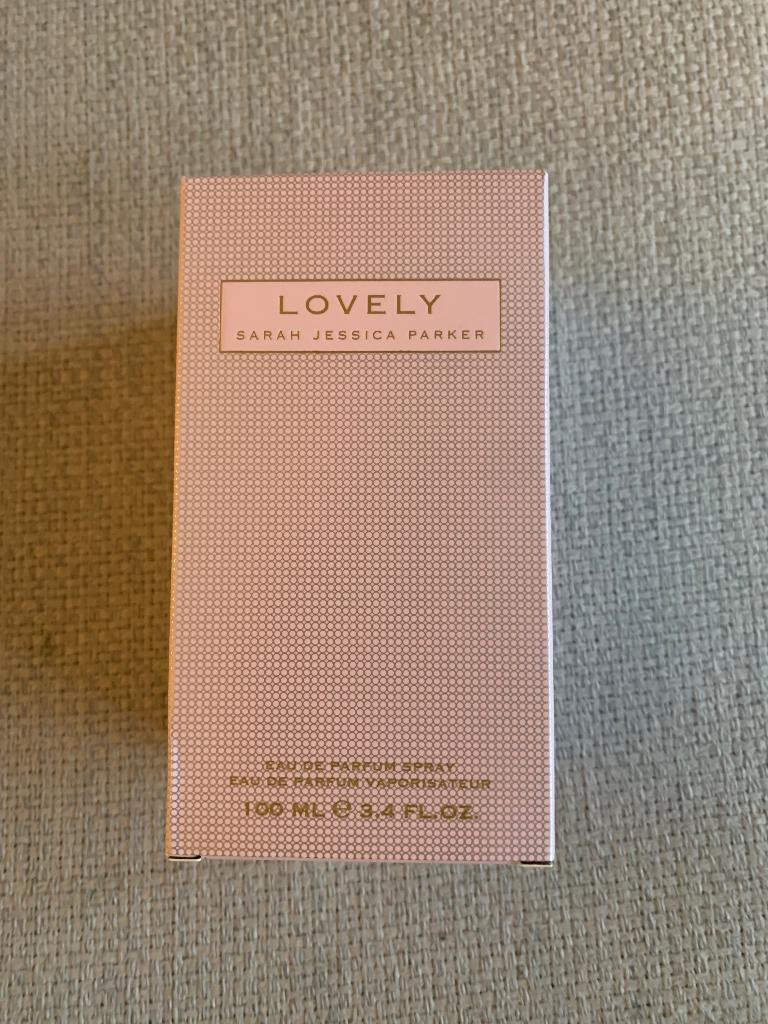 LOVELY
SARAH JESSICA PARKER
EAU DE PARFUM SPRAY
EAU DE PARFUM VAPORISATEUR
100 ML ℮ 3.4 FL.OZ.